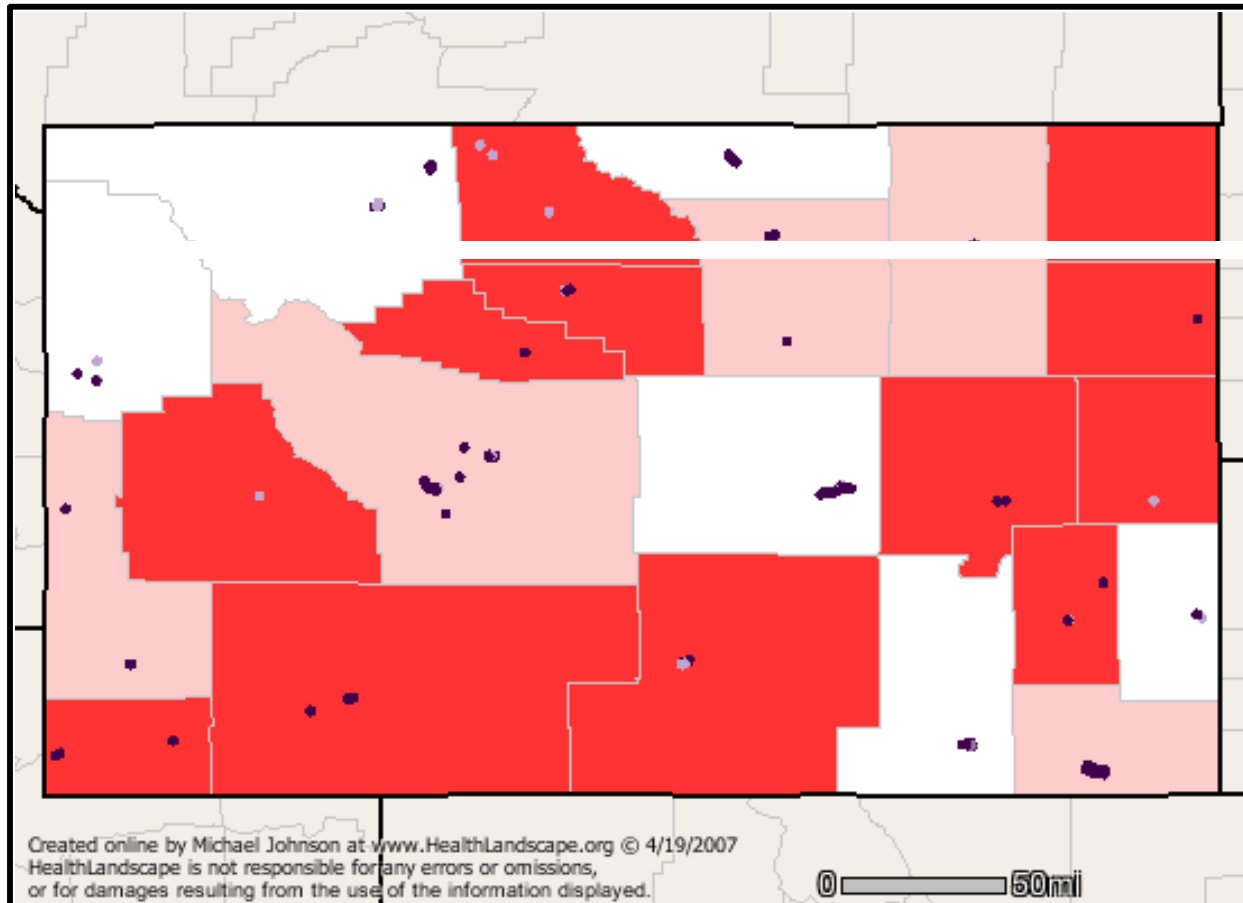 Created online by Michael Johnson at www.HealthLandscape.org © 4/19/2007
HealthLandscape is not responsible for any errors or omissions,
or for damages resulting from the use of the information displayed.
0 50mi